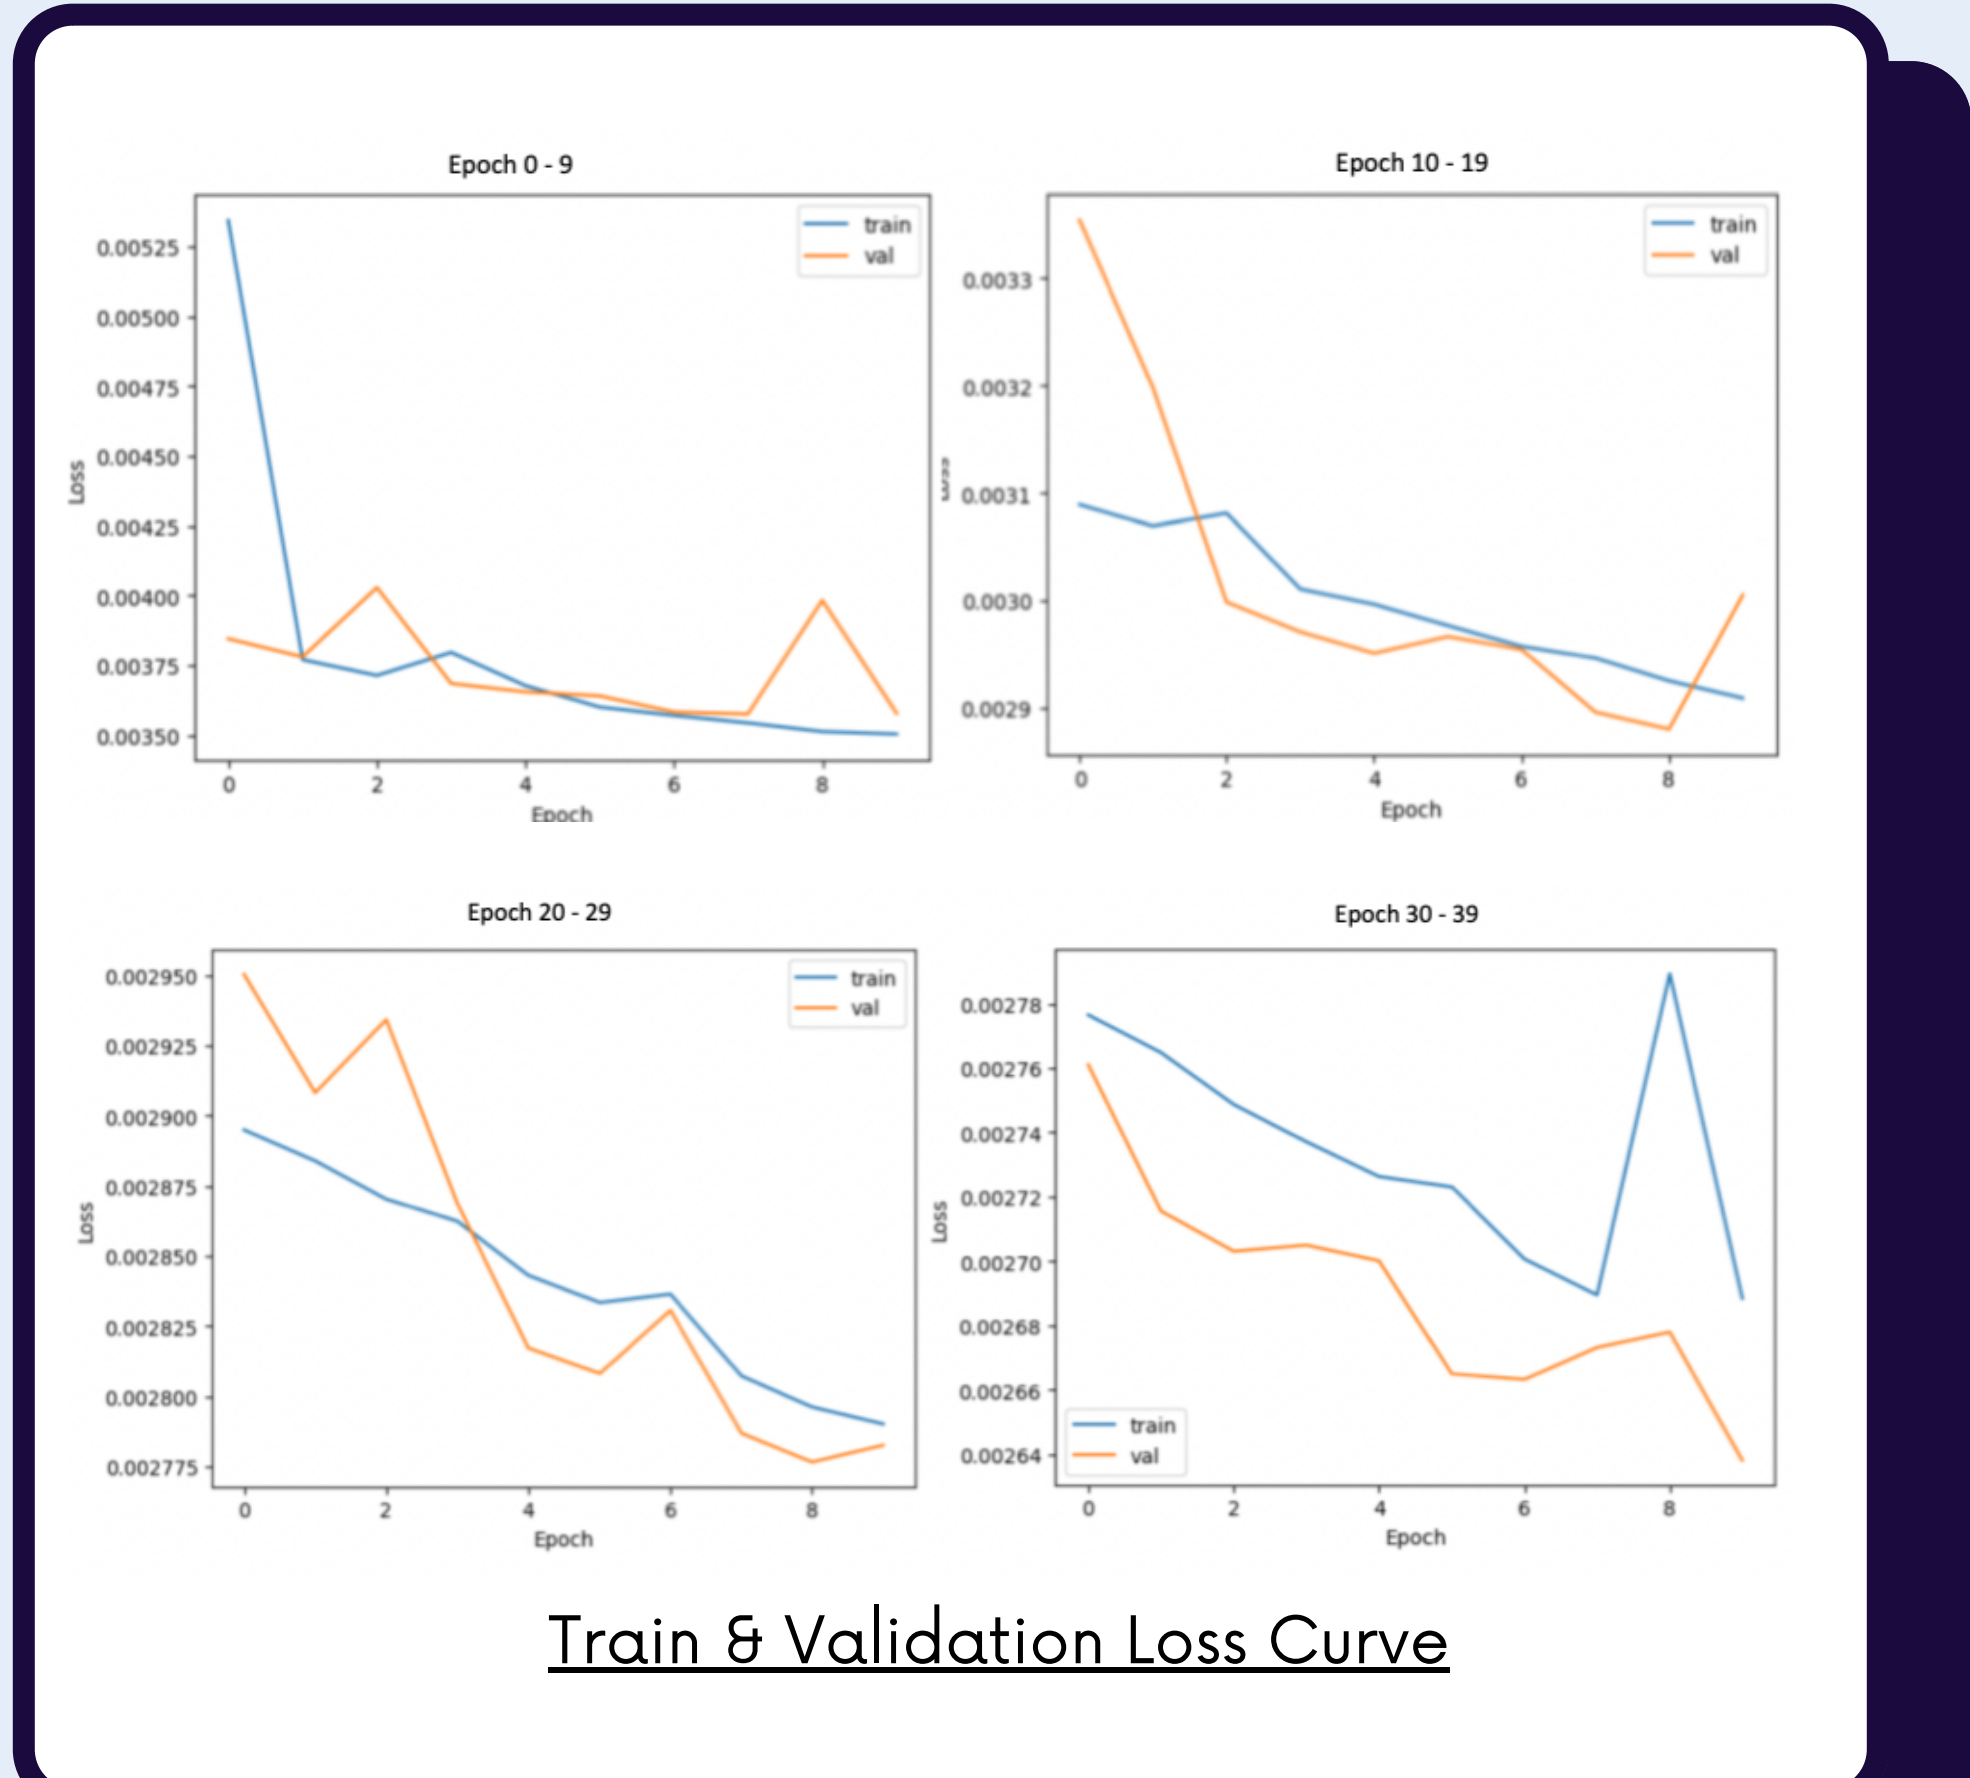 Epoch 0 - 9
train
val
0.00525
0.00500
0.00475
0.00450
0.00425
0.00400
0.00375
0.00350
Loss
0 2 4 6 8
Epoch
Epoch 10 - 19
train
val
0.0033
0.0032
0.0031
0.0030
0.0029
Loss
0 2 4 6 8
Epoch
Epoch 20 - 29
train
val
0.002950
0.002925
0.002900
0.002875
0.002850
0.002825
0.002800
0.002775
Loss
0 2 4 6 8
Epoch
Epoch 30 - 39
0.00278
0.00276
0.00274
0.00272
0.00270
0.00268
0.00266
0.00264
Loss
train
val
0 2 4 6 8
Epoch
Train & Validation Loss Curve